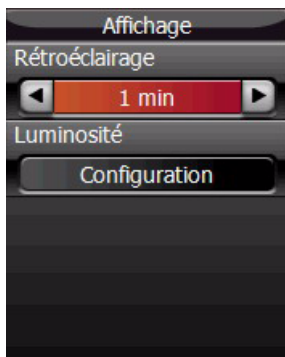 Affichage
Rétroéclairage
1 min
Luminosité
Configuration